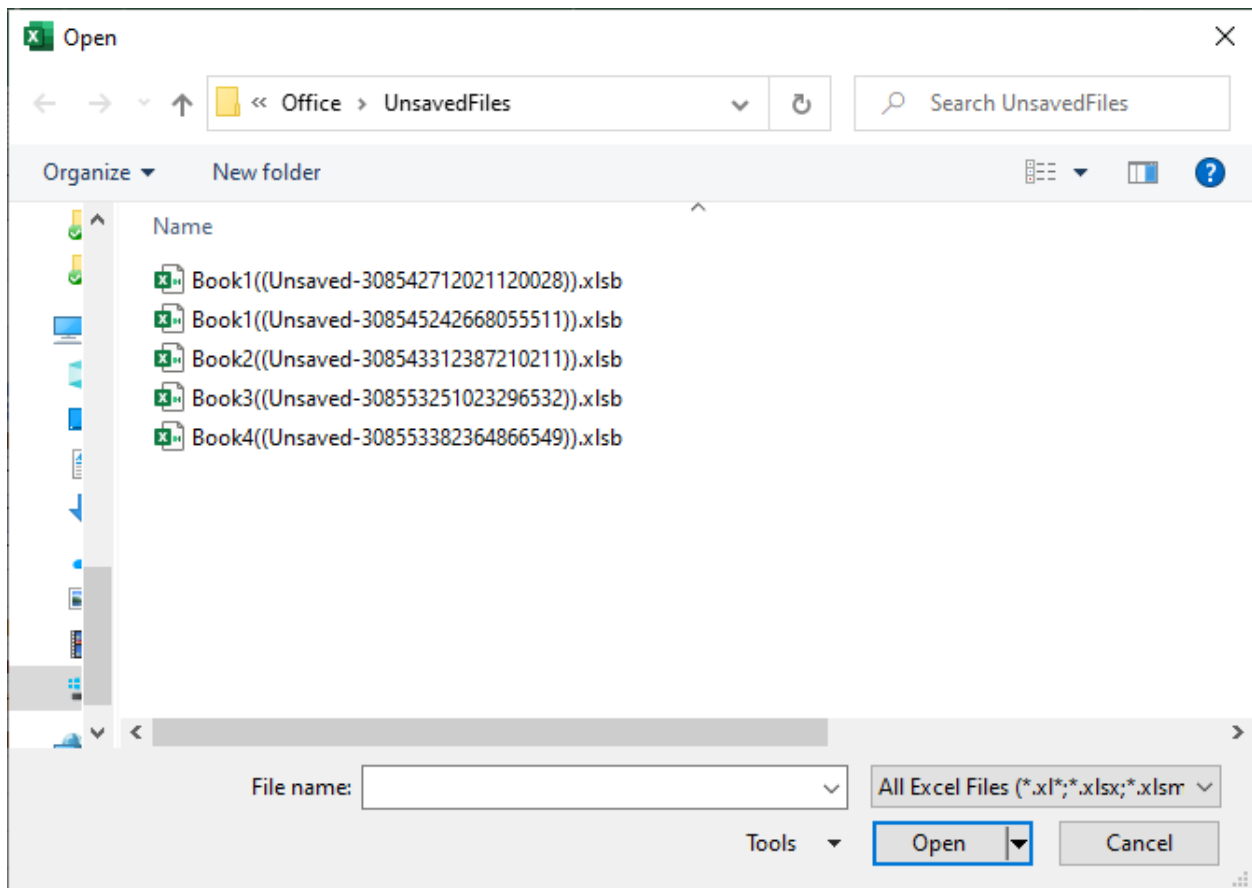 Open
« Office > UnsavedFiles
Search UnsavedFiles
Organize
New folder
Name
Book1((Unsaved-308542712021120028)).xlsb
Book1((Unsaved-308545242668055511)).xlsb
Book2((Unsaved-308543312387210211)).xlsb
Book3((Unsaved-308553251023296532)).xlsb
Book4((Unsaved-308553382364866549)).xlsb
File name:
All Excel Files (*.xl*;*.xlsx;*.xlsm
Tools
Open
Cancel